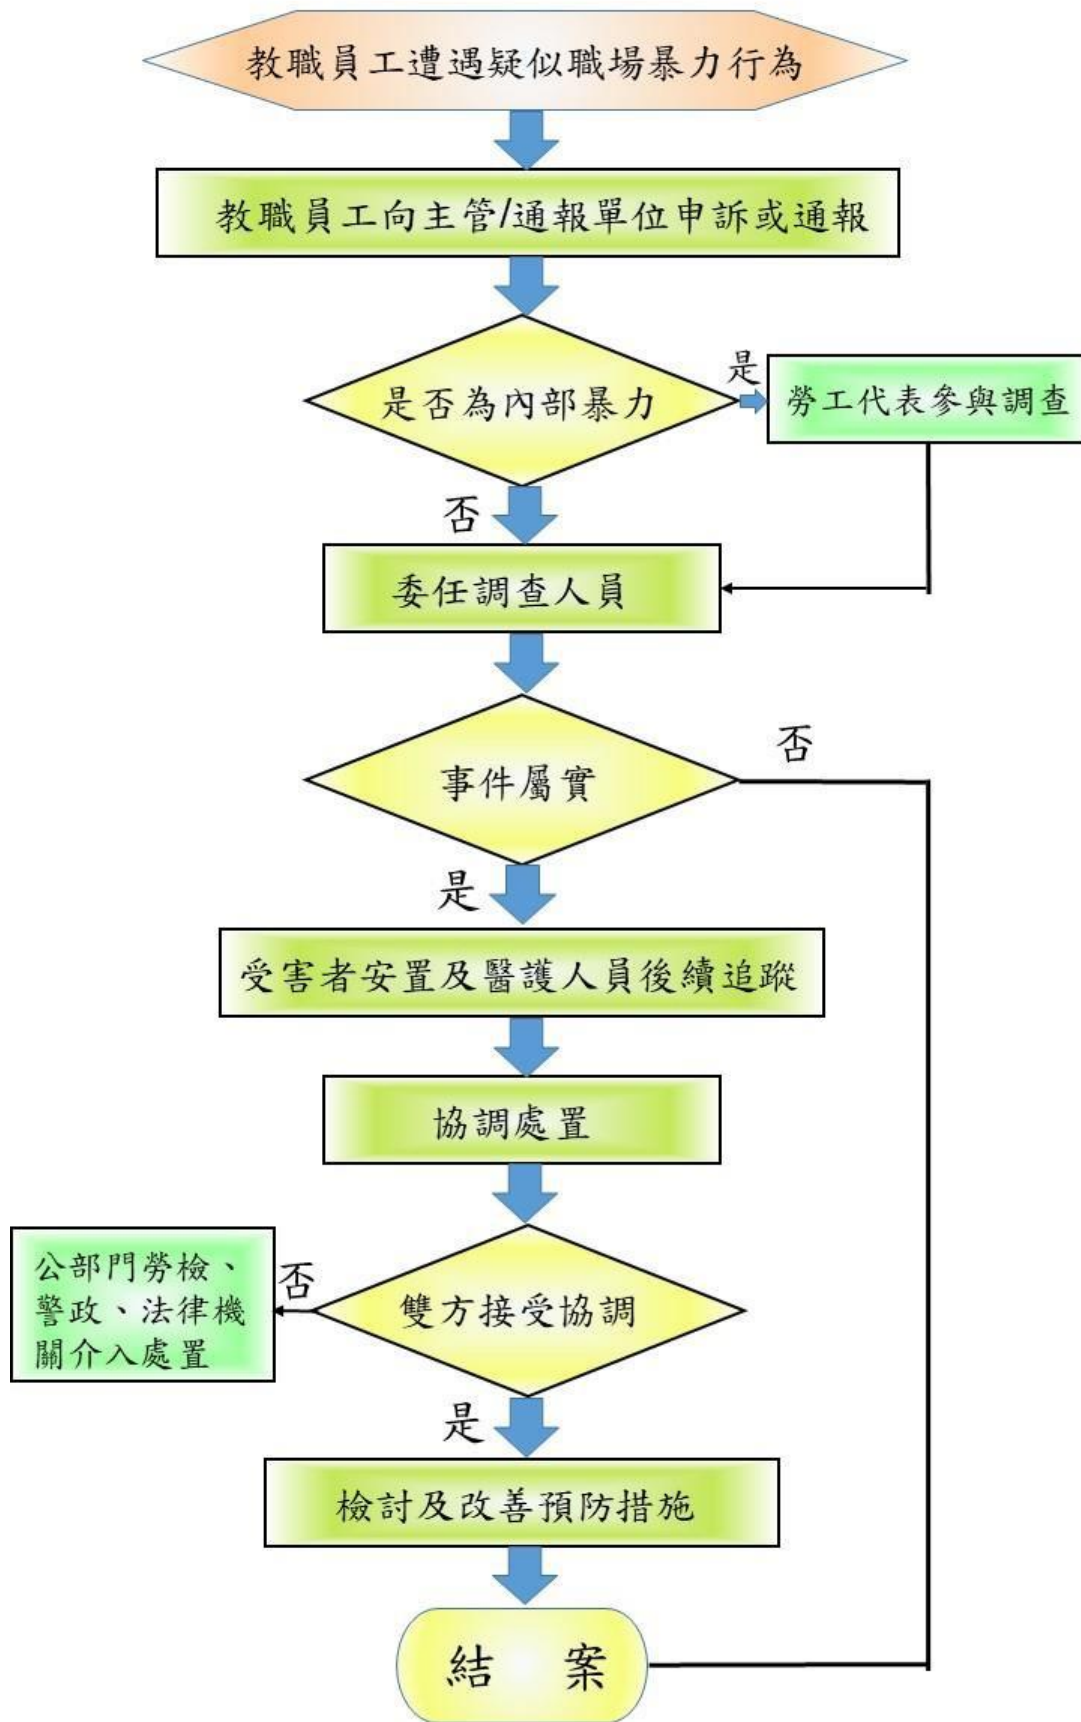 教職員工遭遇疑似職場暴力行為
教職員工向主管/通報單位申訴或通報
是否為內部暴力
是
勞工代表參與調查
否
委任調查人員
事件屬實
否
是
受害者安置及醫護人員後續追蹤
協調處置
雙方接受協調
否
公部門勞檢、
警政、法律機
關介入處置
是
檢討及改善預防措施
結 案